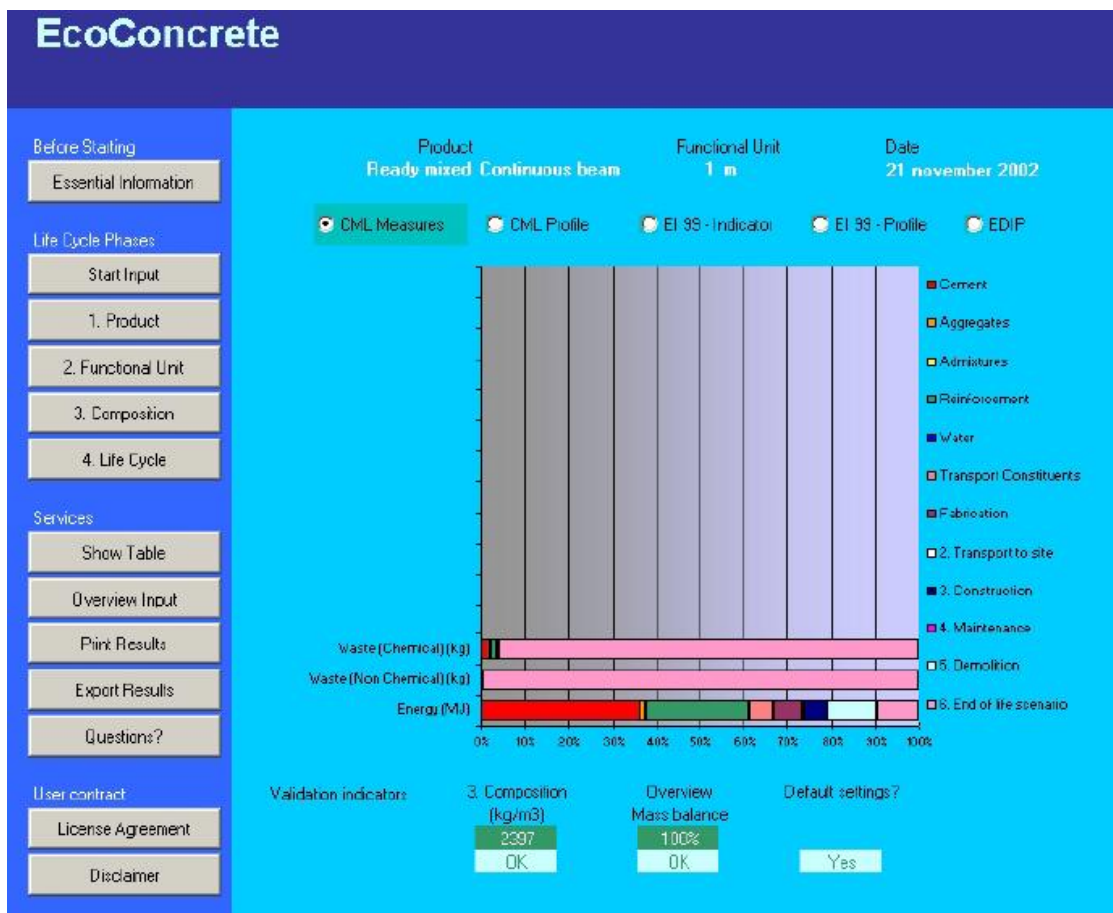 EcoConcrete
Before Starting
Essential Information
Life Cycle Phases
Start Input
1. Product
2. Functional Unit
3. Composition
4. Life Cycle
Services
Show Table
Overview Input
Print Results
Export Results
Questions?
User contract
License Agreement
Disclaimer
Product Functional Unit Date
Ready mixed Continuous beam 1 m 21 november 2002
CML Measures CML Profile EI 99 - Indicator EI 99 - Profile EDIP
Cement
Aggregates
Admixtures
Reinforcement
Water
Transport Constituents
Fabrication
2. Transport to site
3. Construction
4. Maintenance
5. Demolition
6. End of life scenario
Waste (Chemical) (kg)
Waste (Non Chemical) (kg)
Energy (MJ)
0% 10% 20% 30% 40% 50% 60% 70% 80% 90% 100%
Validation indicators 3. Composition Overview Default settings?
(kg/m3) Mass balance
2397 100%
OK OK Yes